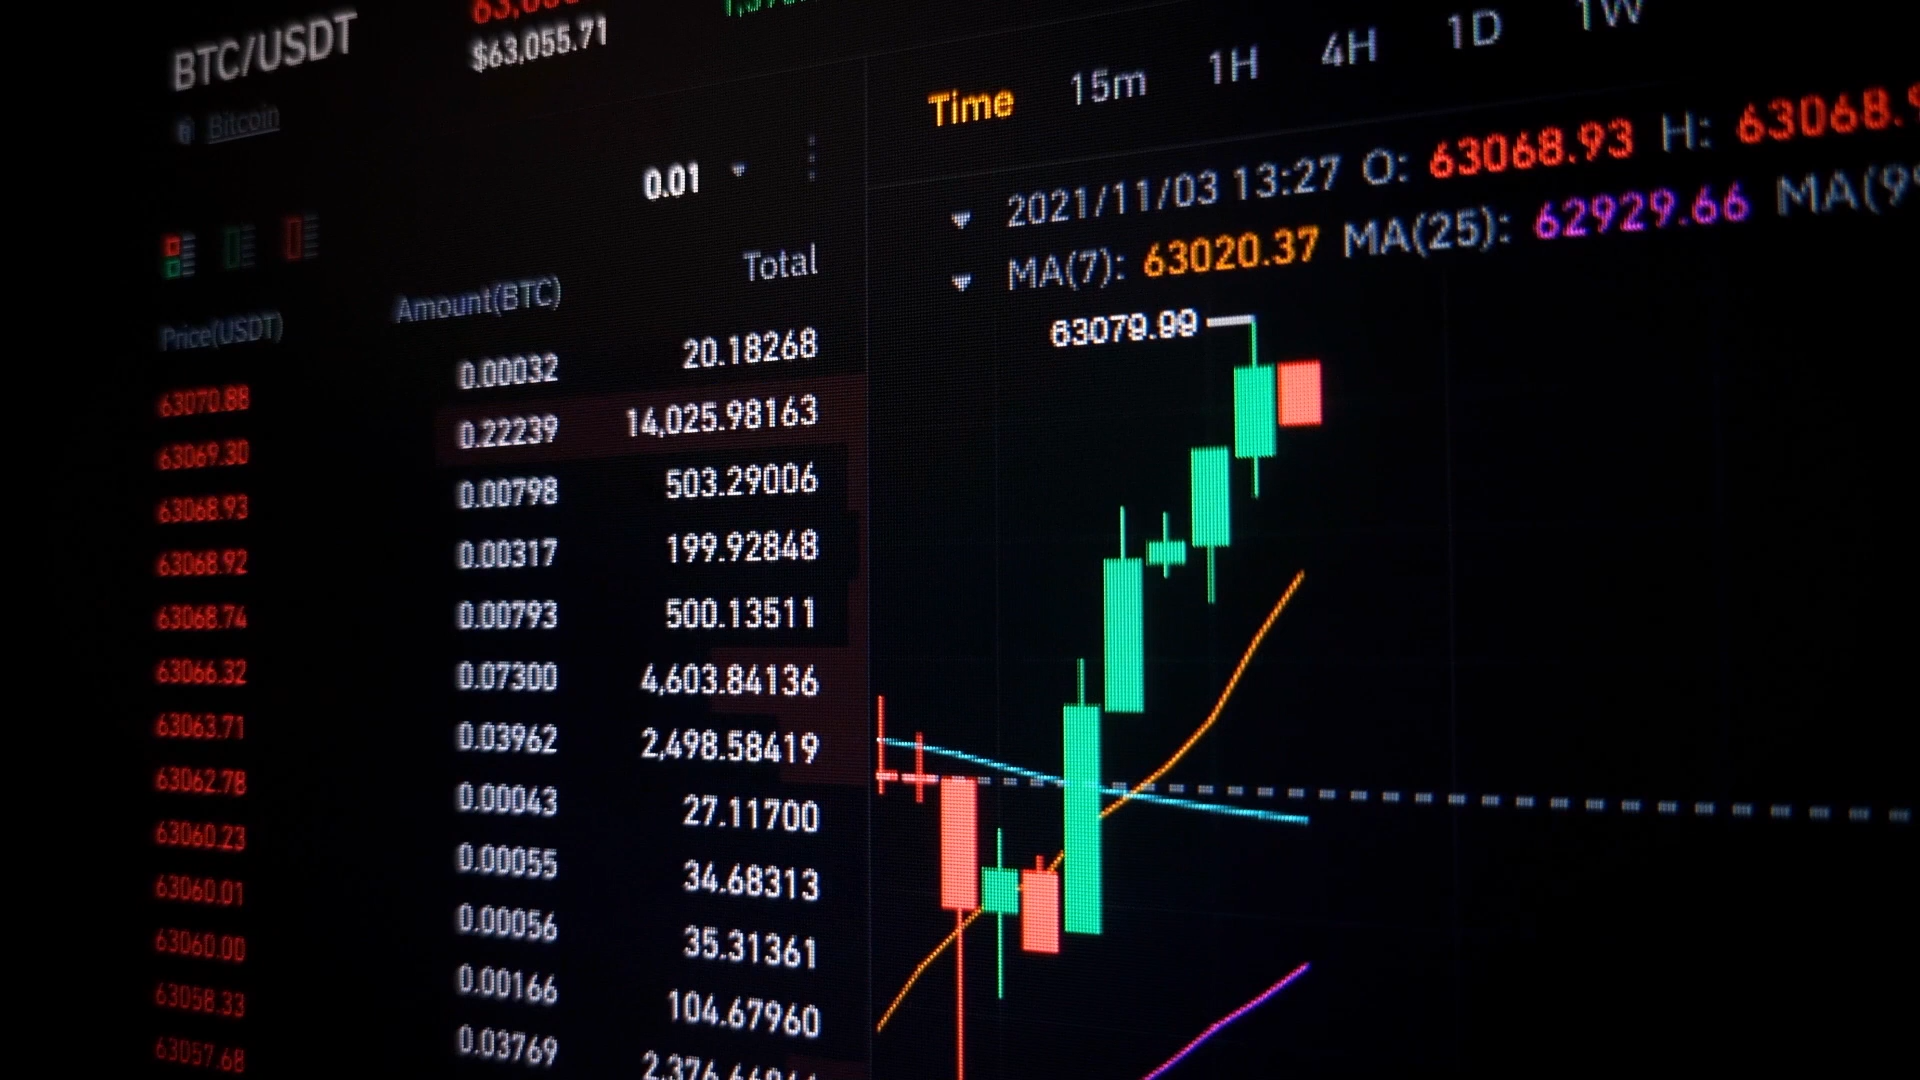 BTC/USDT
$63,055.71
Bitcoin
0.01
Price(USDT) Amount(BTC) Total
63070.88 0.00032 20.18268
63069.30 0.22239 14,025.98163
63068.93 0.00798 503.29006
63068.92 0.00317 199.92848
63068.74 0.00793 500.13511
63066.32 0.07300 4,603.84136
63063.71 0.03962 2,498.58419
63062.78 0.00043 27.11700
63060.23 0.00055 34.68313
63060.01 0.00056 35.31361
63060.00 0.00166 104.67960
63058.33 0.03769
63057.68
Time 15m 1H 4H 1D 1W
2021/11/03 13:27 O: 63068.93 H: 63068.9
MA(7): 63020.37 MA(25): 62929.66 MA(99
63079.99